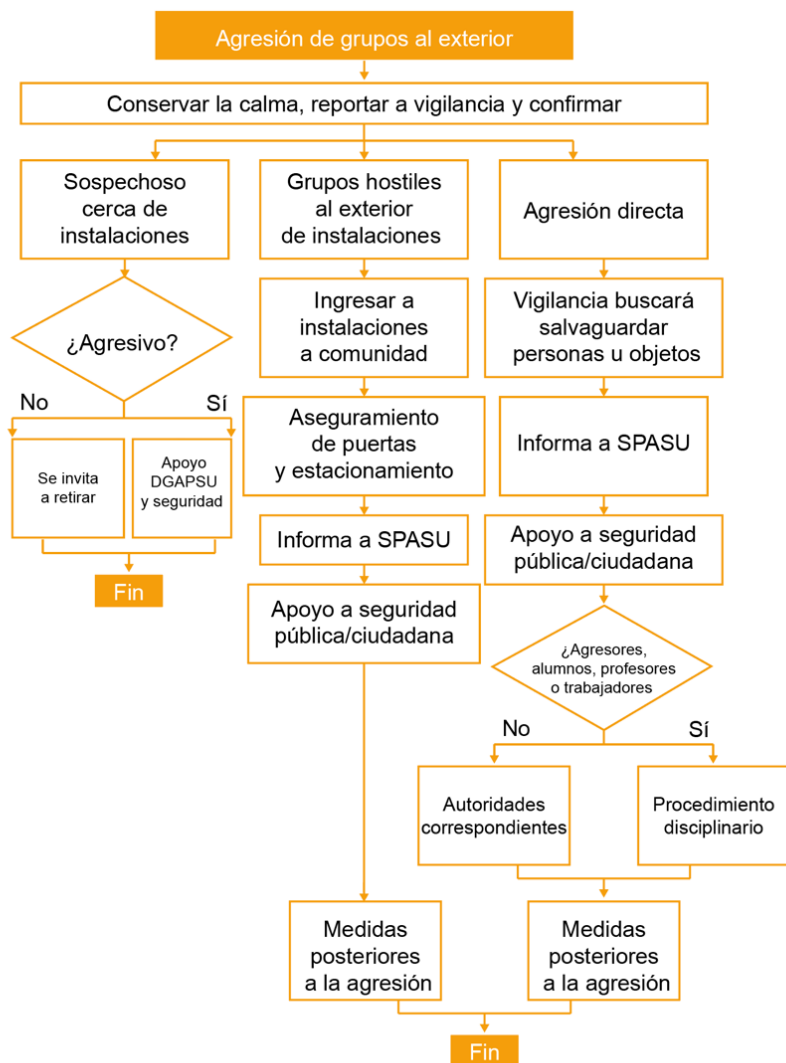 Agresión de grupos al exterior
Conservar la calma, reportar a vigilancia y confirmar
Sospechoso
cerca de
instalaciones
¿Agresivo?
No
Sí
Se invita
a retirar
Apoyo
DGAPSU
y seguridad
Fin
Grupos hostiles
al exterior
de instalaciones
Ingresar a
instalaciones
a comunidad
Aseguramiento
de puertas
y estacionamiento
Informa a SPASU
Apoyo a seguridad
pública/ciudadana
Medidas
posteriores
a la agresión
Agresión directa
Vigilancia buscará
salvaguardar
personas u objetos
Informa a SPASU
Apoyo a seguridad
pública/ciudadana
¿Agresores,
alumnos, profesores
o trabajadores
No
Sí
Autoridades
correspondientes
Procedimiento
disciplinario
Medidas
posteriores
a la agresión
Fin